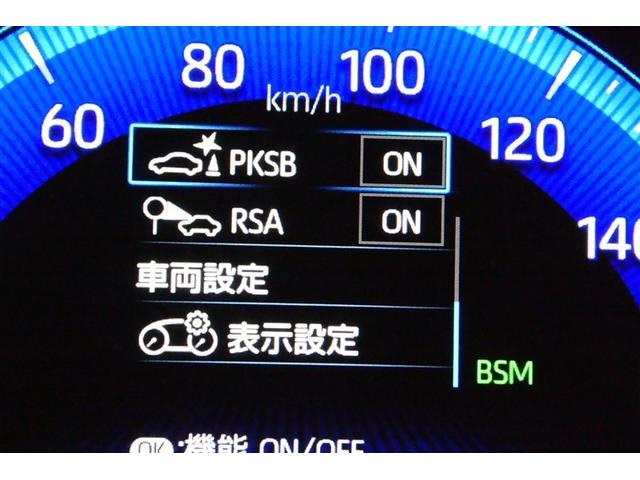 80 100
km/h
60 120
PKSB ON
RSA ON
140
車両設定
表示設定
BSM
OK:機能 ON/OFF